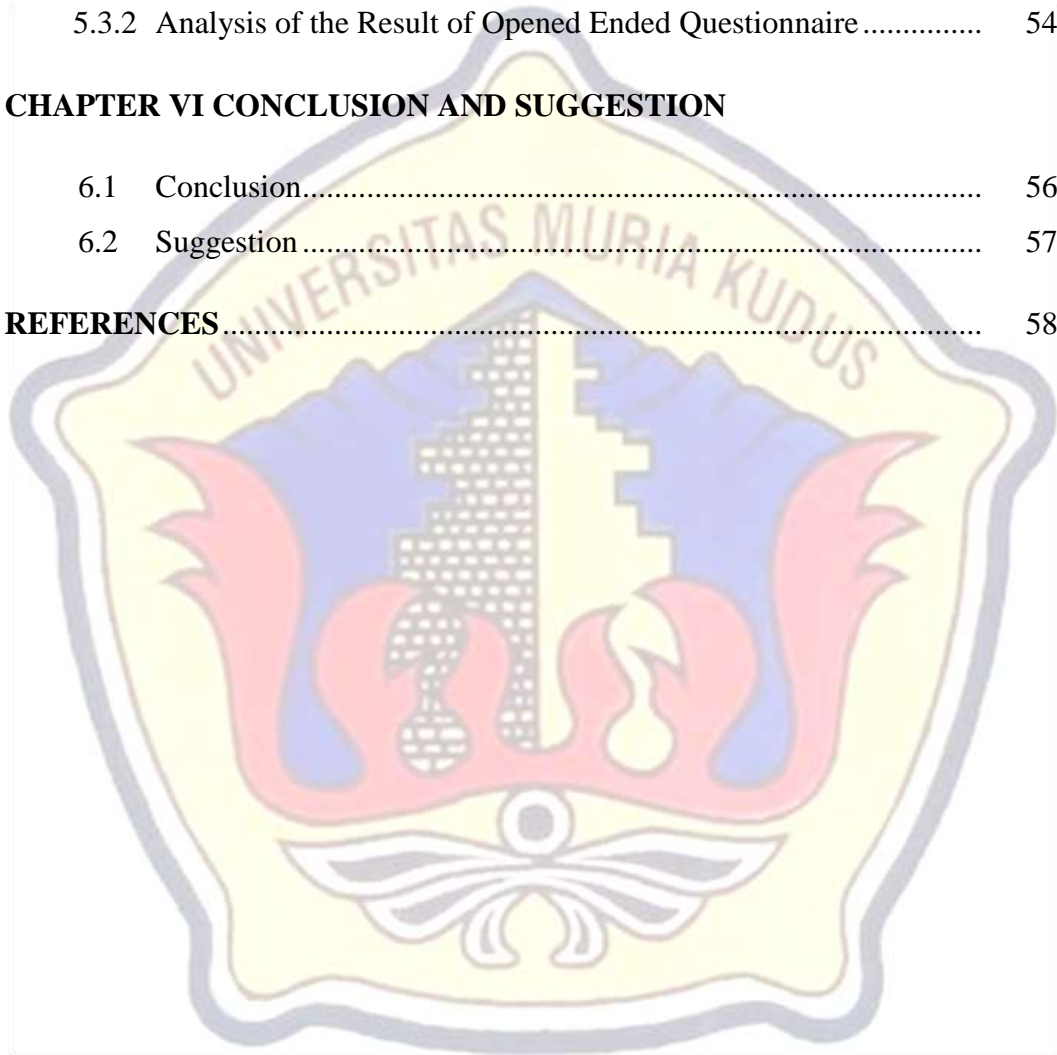 5.3.2 Analysis of the Result of Opened Ended Questionnaire............... 54
CHAPTER VI CONCLUSION AND SUGGESTION
6.1 Conclusion................................................................................... 56
6.2 Suggestion................................................................................... 57
REFERENCES............................................................................................ 58
UNIVERSITAS MURIA KUDUS